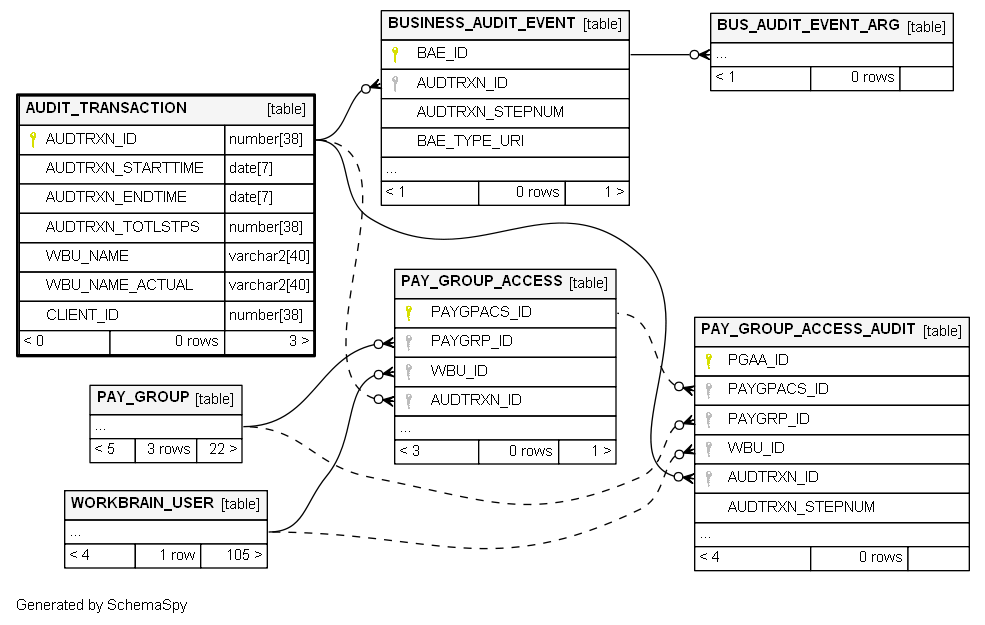 BUSINESS_AUDIT_EVENT [table]
BAE_ID
AUDTRXN_ID
AUDTRXN_STEPNUM
BAE_TYPE_URI
...
< 1 0 rows 1 >
BUS_AUDIT_EVENT_ARG [table]
...
< 1 0 rows
AUDIT_TRANSACTION [table]
AUDTRXN_ID number[38]
AUDTRXN_STARTTIME date[7]
AUDTRXN_ENDTIME date[7]
AUDTRXN_TOTLSTPS number[38]
WBU_NAME varchar2[40]
WBU_NAME_ACTUAL varchar2[40]
CLIENT_ID number[38]
< 0 0 rows 3 >
PAY_GROUP_ACCESS [table]
PAYGPACS_ID
PAYGRP_ID
WBU_ID
AUDTRXN_ID
...
< 3 0 rows 1 >
PAY_GROUP_ACCESS_AUDIT [table]
PGAA_ID
PAYGPACS_ID
PAYGRP_ID
WBU_ID
AUDTRXN_ID
AUDTRXN_STEPNUM
...
< 4 0 rows
PAY_GROUP [table]
...
< 5 3 rows 22 >
WORKBRAIN_USER [table]
...
< 4 1 row 105 >
Generated by SchemaSpy